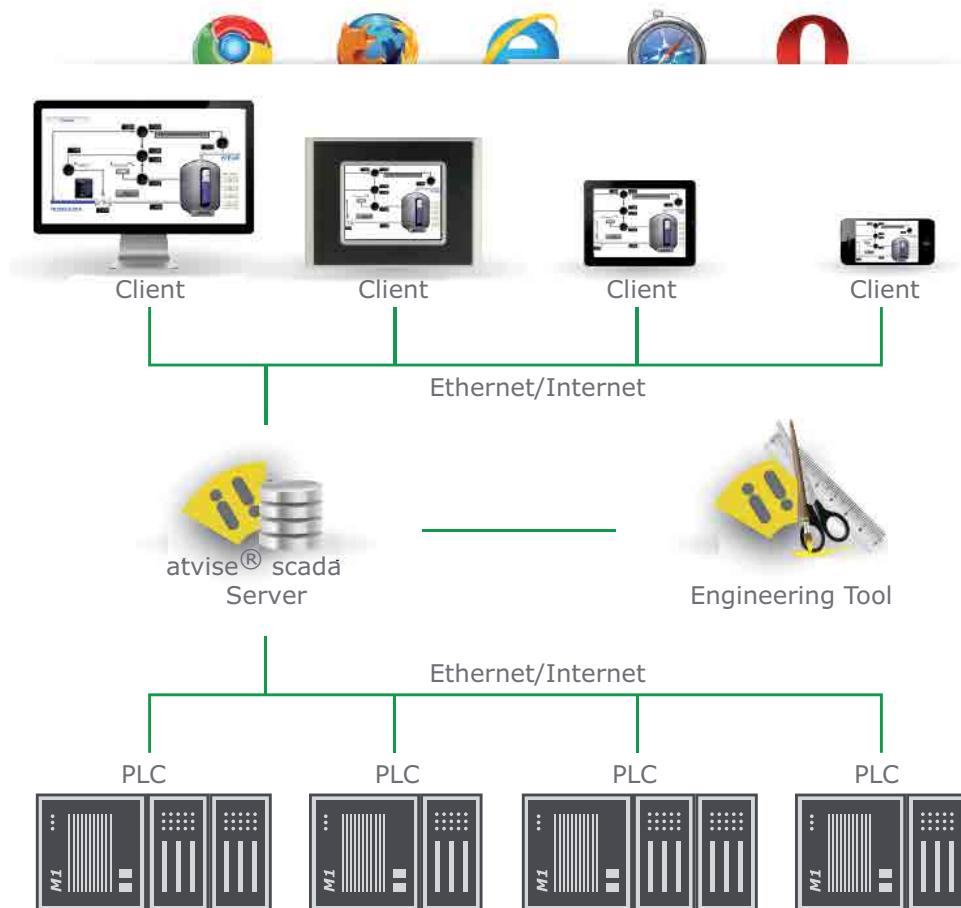 Client
Client
Client
Client
Ethernet/Internet
i!!
i!!
atvise® scada
Server
Engineering Tool
Ethernet/Internet
PLC
PLC
PLC
PLC
M1
M1
M1
M1